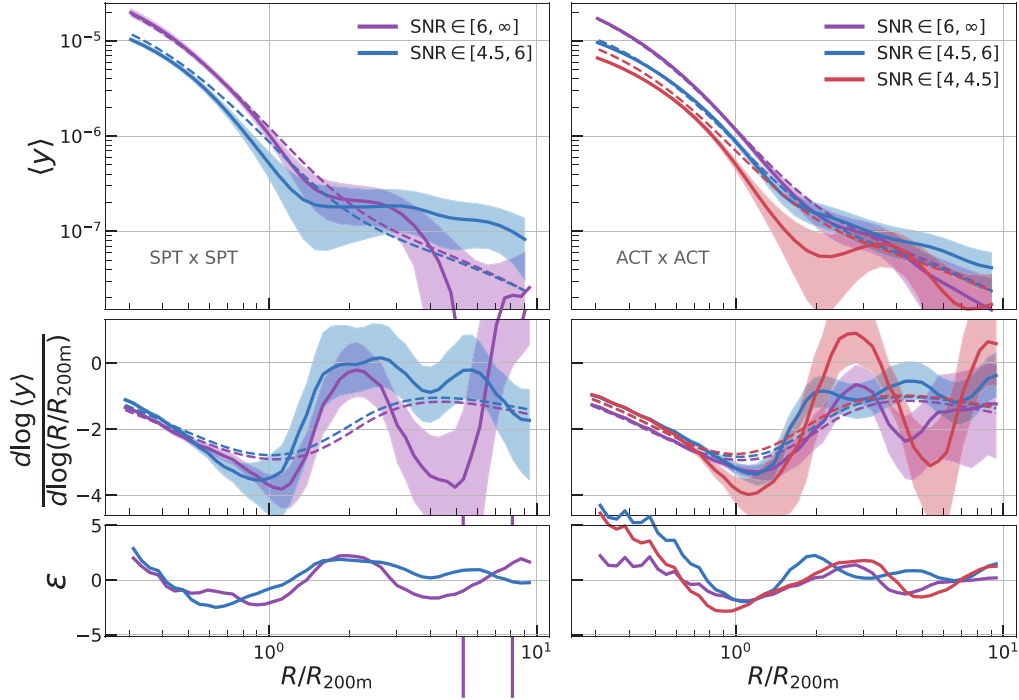 SNR ∈ [6, ∞]
SNR ∈ [4.5, 6]
SPT x SPT
SNR ∈ [6, ∞]
SNR ∈ [4.5, 6]
SNR ∈ [4, 4.5]
ACT x ACT
⟨y⟩
10⁻⁵
10⁻⁶
10⁻⁷
dlog ⟨y⟩
dlog(R/R₂₀₀ₘ)
0
−2
−4
ε
5
0
−5
10⁰
10¹
10⁰
10¹
R/R₂₀₀ₘ
R/R₂₀₀ₘ